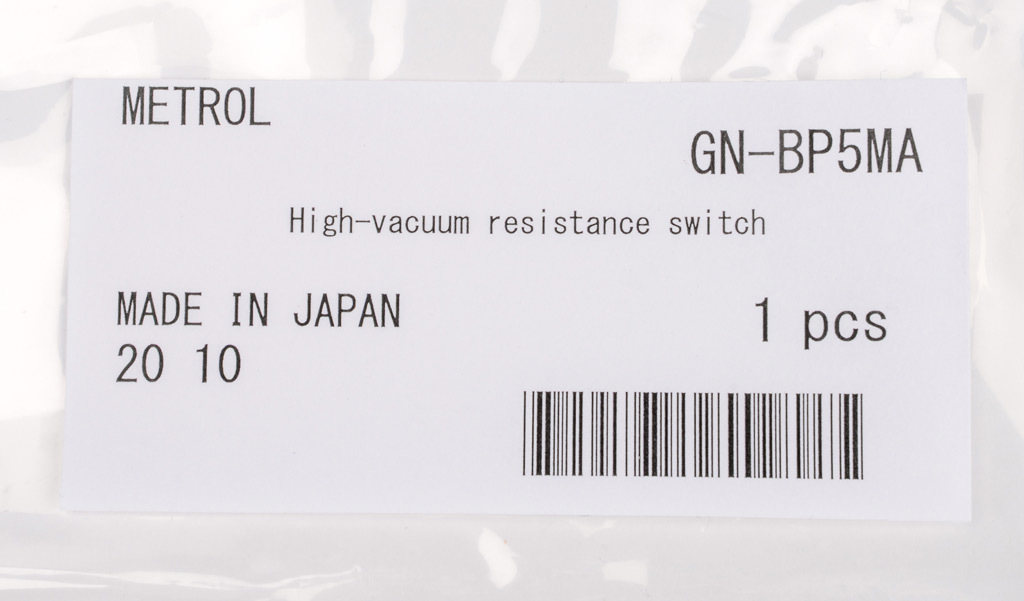 METROL
GN-BP5MA
High-vacuum resistance switch
MADE IN JAPAN
1 pcs
20 10